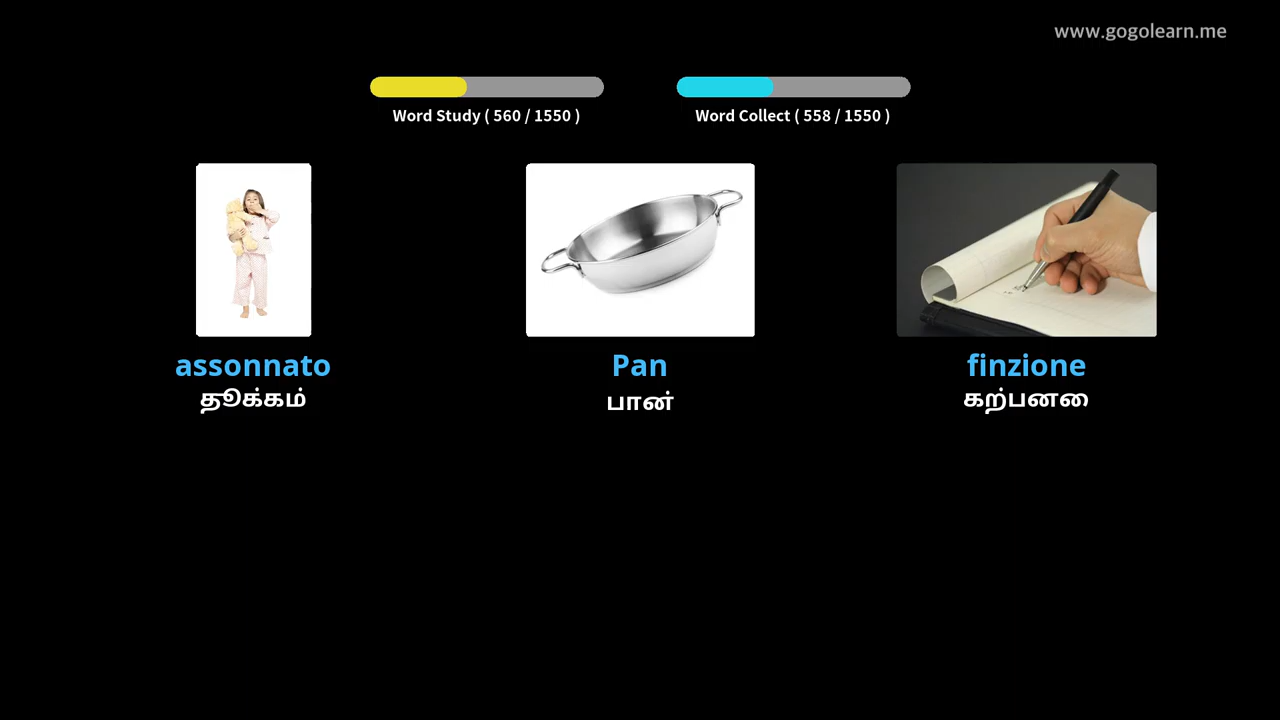 www.gogolearn.me
Word Study ( 560 / 1550 )
Word Collect ( 558 / 1550 )
assonnato
தூக்கம்
Pan
பான்
finzione
கற்பனை